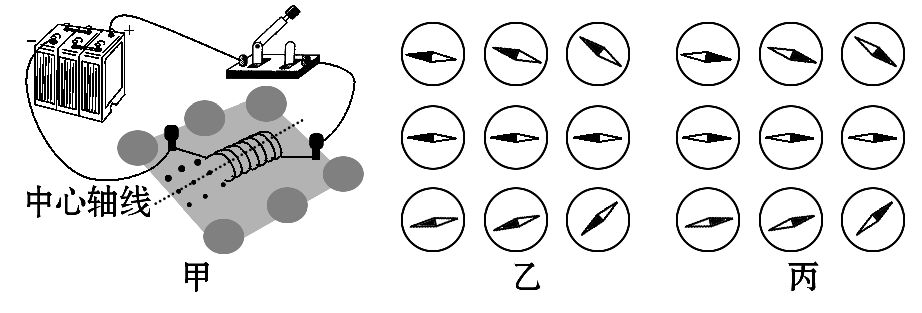 - +
中心轴线
甲 乙 丙